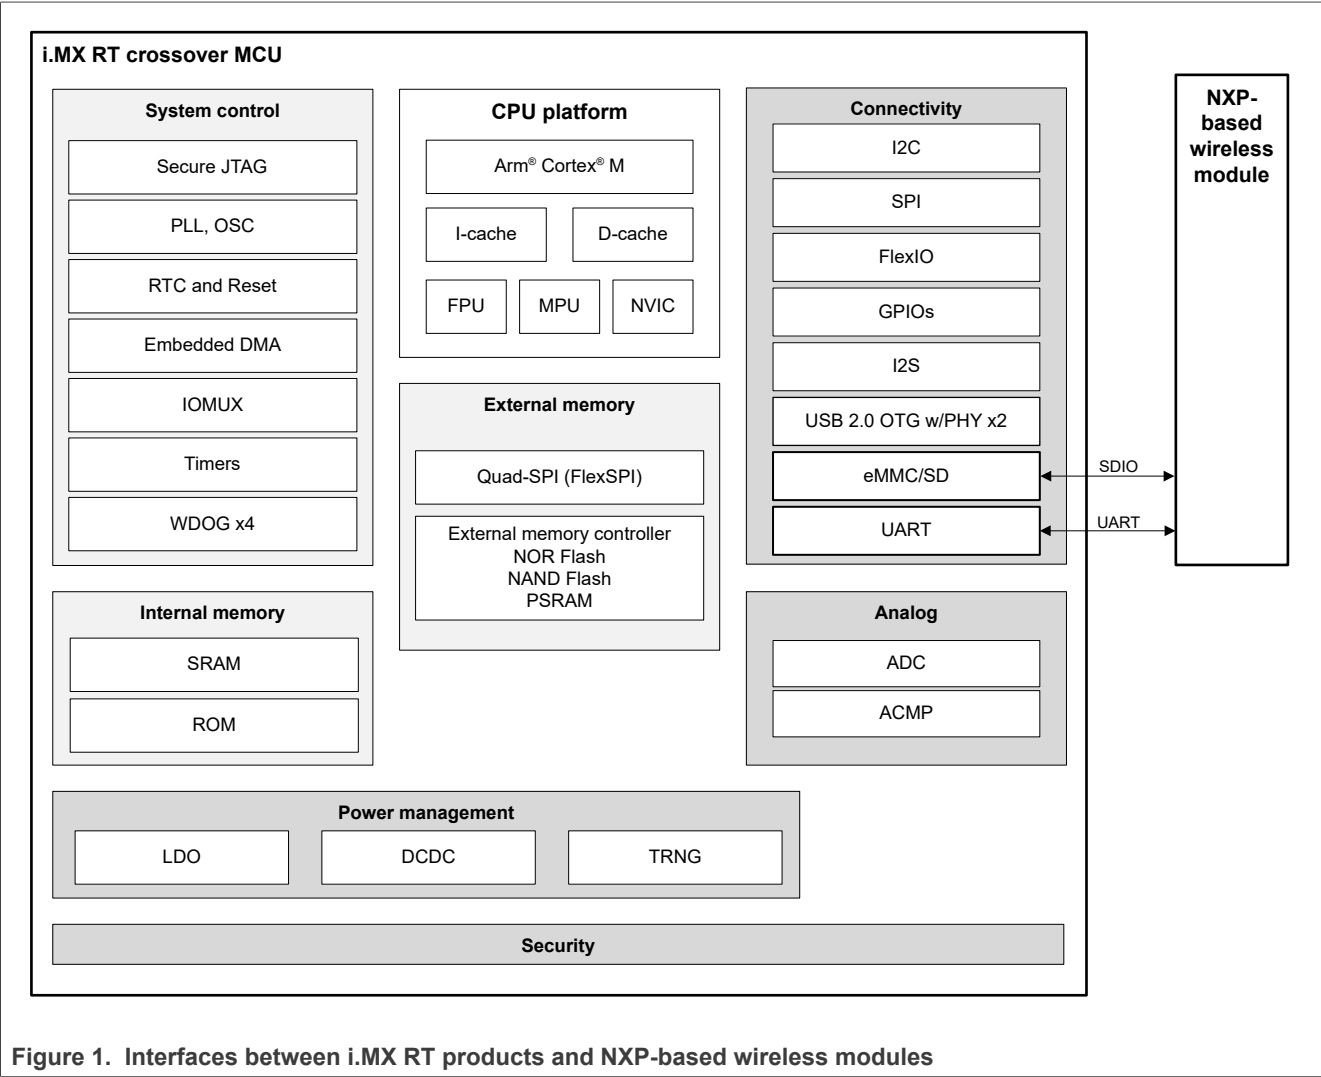 i.MX RT crossover MCU
System control
Secure JTAG
PLL, OSC
RTC and Reset
Embedded DMA
IOMUX
Timers
WDOG x4
CPU platform
Arm® Cortex® M
I-cache
D-cache
FPU
MPU
NVIC
External memory
Quad-SPI (FlexSPI)
External memory controller
NOR Flash
NAND Flash
PSRAM
Connectivity
I2C
SPI
FlexIO
GPIOs
I2S
USB 2.0 OTG w/PHY x2
eMMC/SD
UART
SDIO
UART
NXP-
based
wireless
module
Internal memory
SRAM
ROM
Analog
ADC
ACMP
Power management
LDO
DCDC
TRNG
Security
Figure 1. Interfaces between i.MX RT products and NXP-based wireless modules